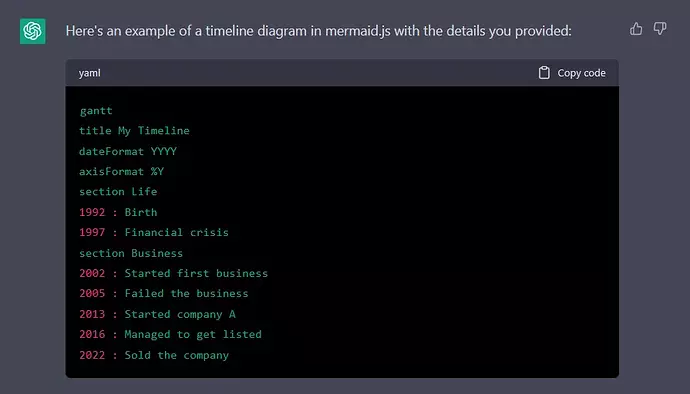 Here's an example of a timeline diagram in mermaid.js with the details you provided:
yaml Copy code
gantt
title My Timeline
dateFormat YYYY
axisFormat %Y
section Life
1992 : Birth
1997 : Financial crisis
section Business
2002 : Started first business
2005 : Failed the business
2013 : Started company A
2016 : Managed to get listed
2022 : Sold the company